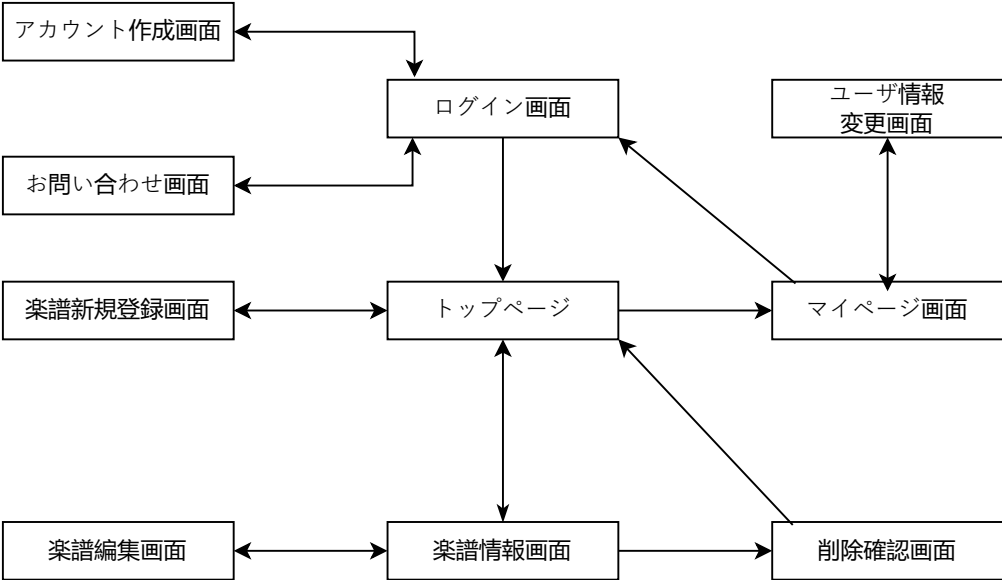 アカウント作成画面
ログイン画面
ユーザ情報
変更画面
お問い合わせ画面
楽譜新規登録画面
トップページ
マイページ画面
楽譜編集画面
楽譜情報画面
削除確認画面